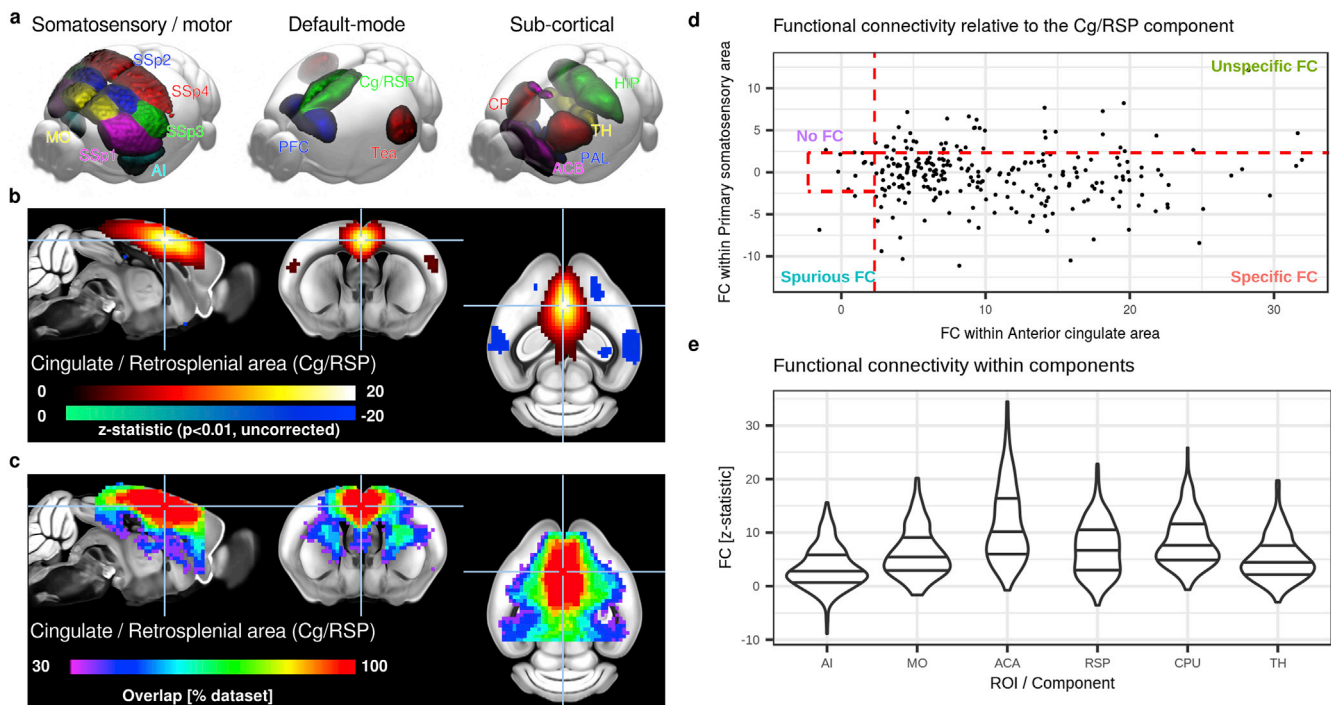 a
Somatosensory / motor
Default-mode
Sub-cortical
SSp2
SSp4
MO
SSp3
SSp1
AI
Cg/RSP
PFC
Tea
CP
HIP
TH
PAL
ACB
b
Cingulate / Retrosplenial area (Cg/RSP)
0 20
0 -20
z-statistic (p<0.01, uncorrected)
c
Cingulate / Retrosplenial area (Cg/RSP)
30 100
Overlap [% dataset]
d
Functional connectivity relative to the Cg/RSP component
FC within Primary somatosensory area
10
5
0
-5
-10
Unspecific FC
No FC
Spurious FC
Specific FC
0 10 20 30
FC within Anterior cingulate area
e
Functional connectivity within components
FC [z-statistic]
30
20
10
0
-10
AI MO ACA RSP CPU TH
ROI / Component